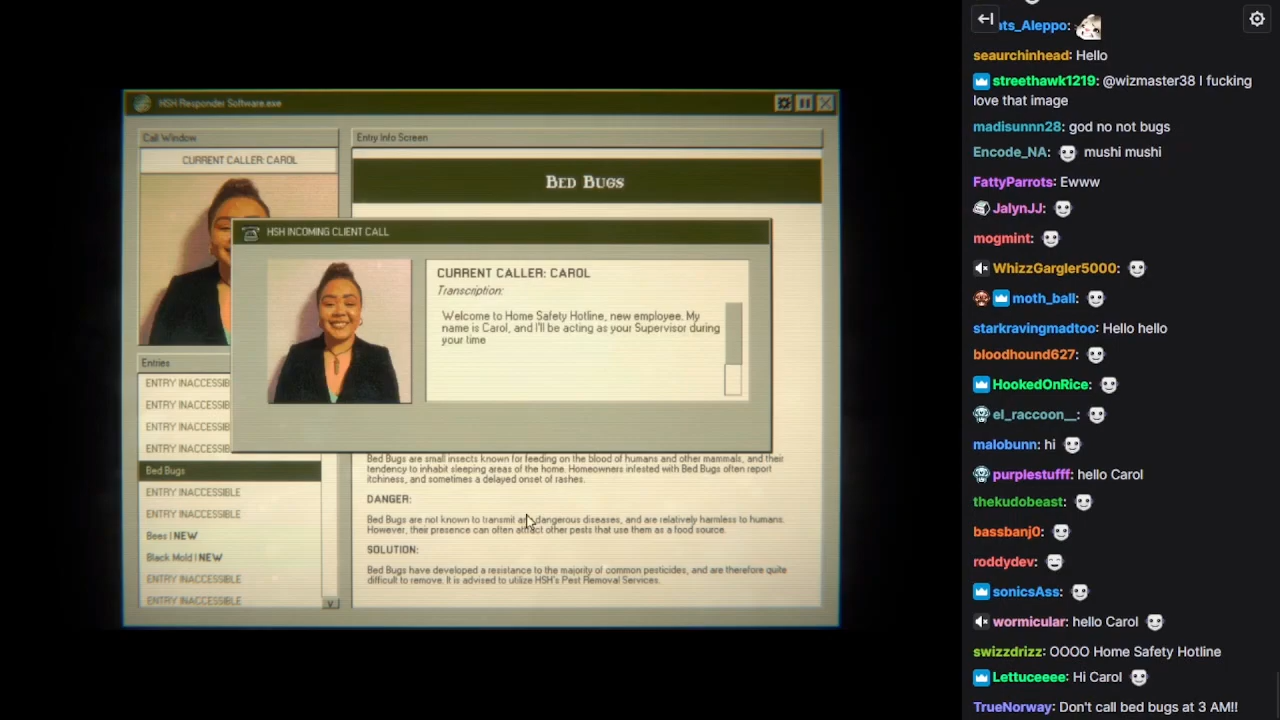 HSH Responder Software.exe
Call Window
CURRENT CALLER: CAROL
Entries
ENTRY INACCESSIB
ENTRY INACCESSIB
ENTRY INACCESSIB
ENTRY INACCESSIB
Bed Bugs
ENTRY INACCESSIBLE
ENTRY INACCESSIBLE
Bees ! NEW
Black Mold ! NEW
ENTRY INACCESSIBLE
ENTRY INACCESSIBLE
v
Entry Info Screen
BED BUGS
HSH INCOMING CLIENT CALL
CURRENT CALLER: CAROL
Transcription:
Welcome to Home Safety Hotline, new employee. My
name is Carol, and I'll be acting as your Supervisor during
your time
Bed Bugs are small insects known for feeding on the blood of humans and other mammals, and their
tendency to inhabit sleeping areas of the home. Homeowners infested with Bed Bugs often report
itchiness, and sometimes a delayed onset of rashes.
DANGER:
Bed Bugs are not known to transmit any dangerous diseases, and are relatively harmless to humans.
However, their presence can often attract other pests that use them as a food source.
SOLUTION:
Bed Bugs have developed a resistance to the majority of common pesticides, and are therefore quite
difficult to remove. It is advised to utilize HSH's Pest Removal Services.
ats_Aleppo:
seaurchinhead: Hello
streethawk1219: @wizmaster38 I fucking
love that image
madisunnn28: god no not bugs
Encode_NA: mushi mushi
FattyParrots: Ewww
JalynJJ:
mogmint:
WhizzGargler5000:
moth_ball:
starkravingmadtoo: Hello hello
bloodhound627:
HookedOnRice:
el_raccoon__:
malobunn: hi
purplestufff: hello Carol
thekudobeast:
bassbanj0:
roddydev:
sonicsAss:
wormicular: hello Carol
swizzdrizz: OOOO Home Safety Hotline
Lettuceeee: Hi Carol
TrueNorway: Don't call bed bugs at 3 AM!!